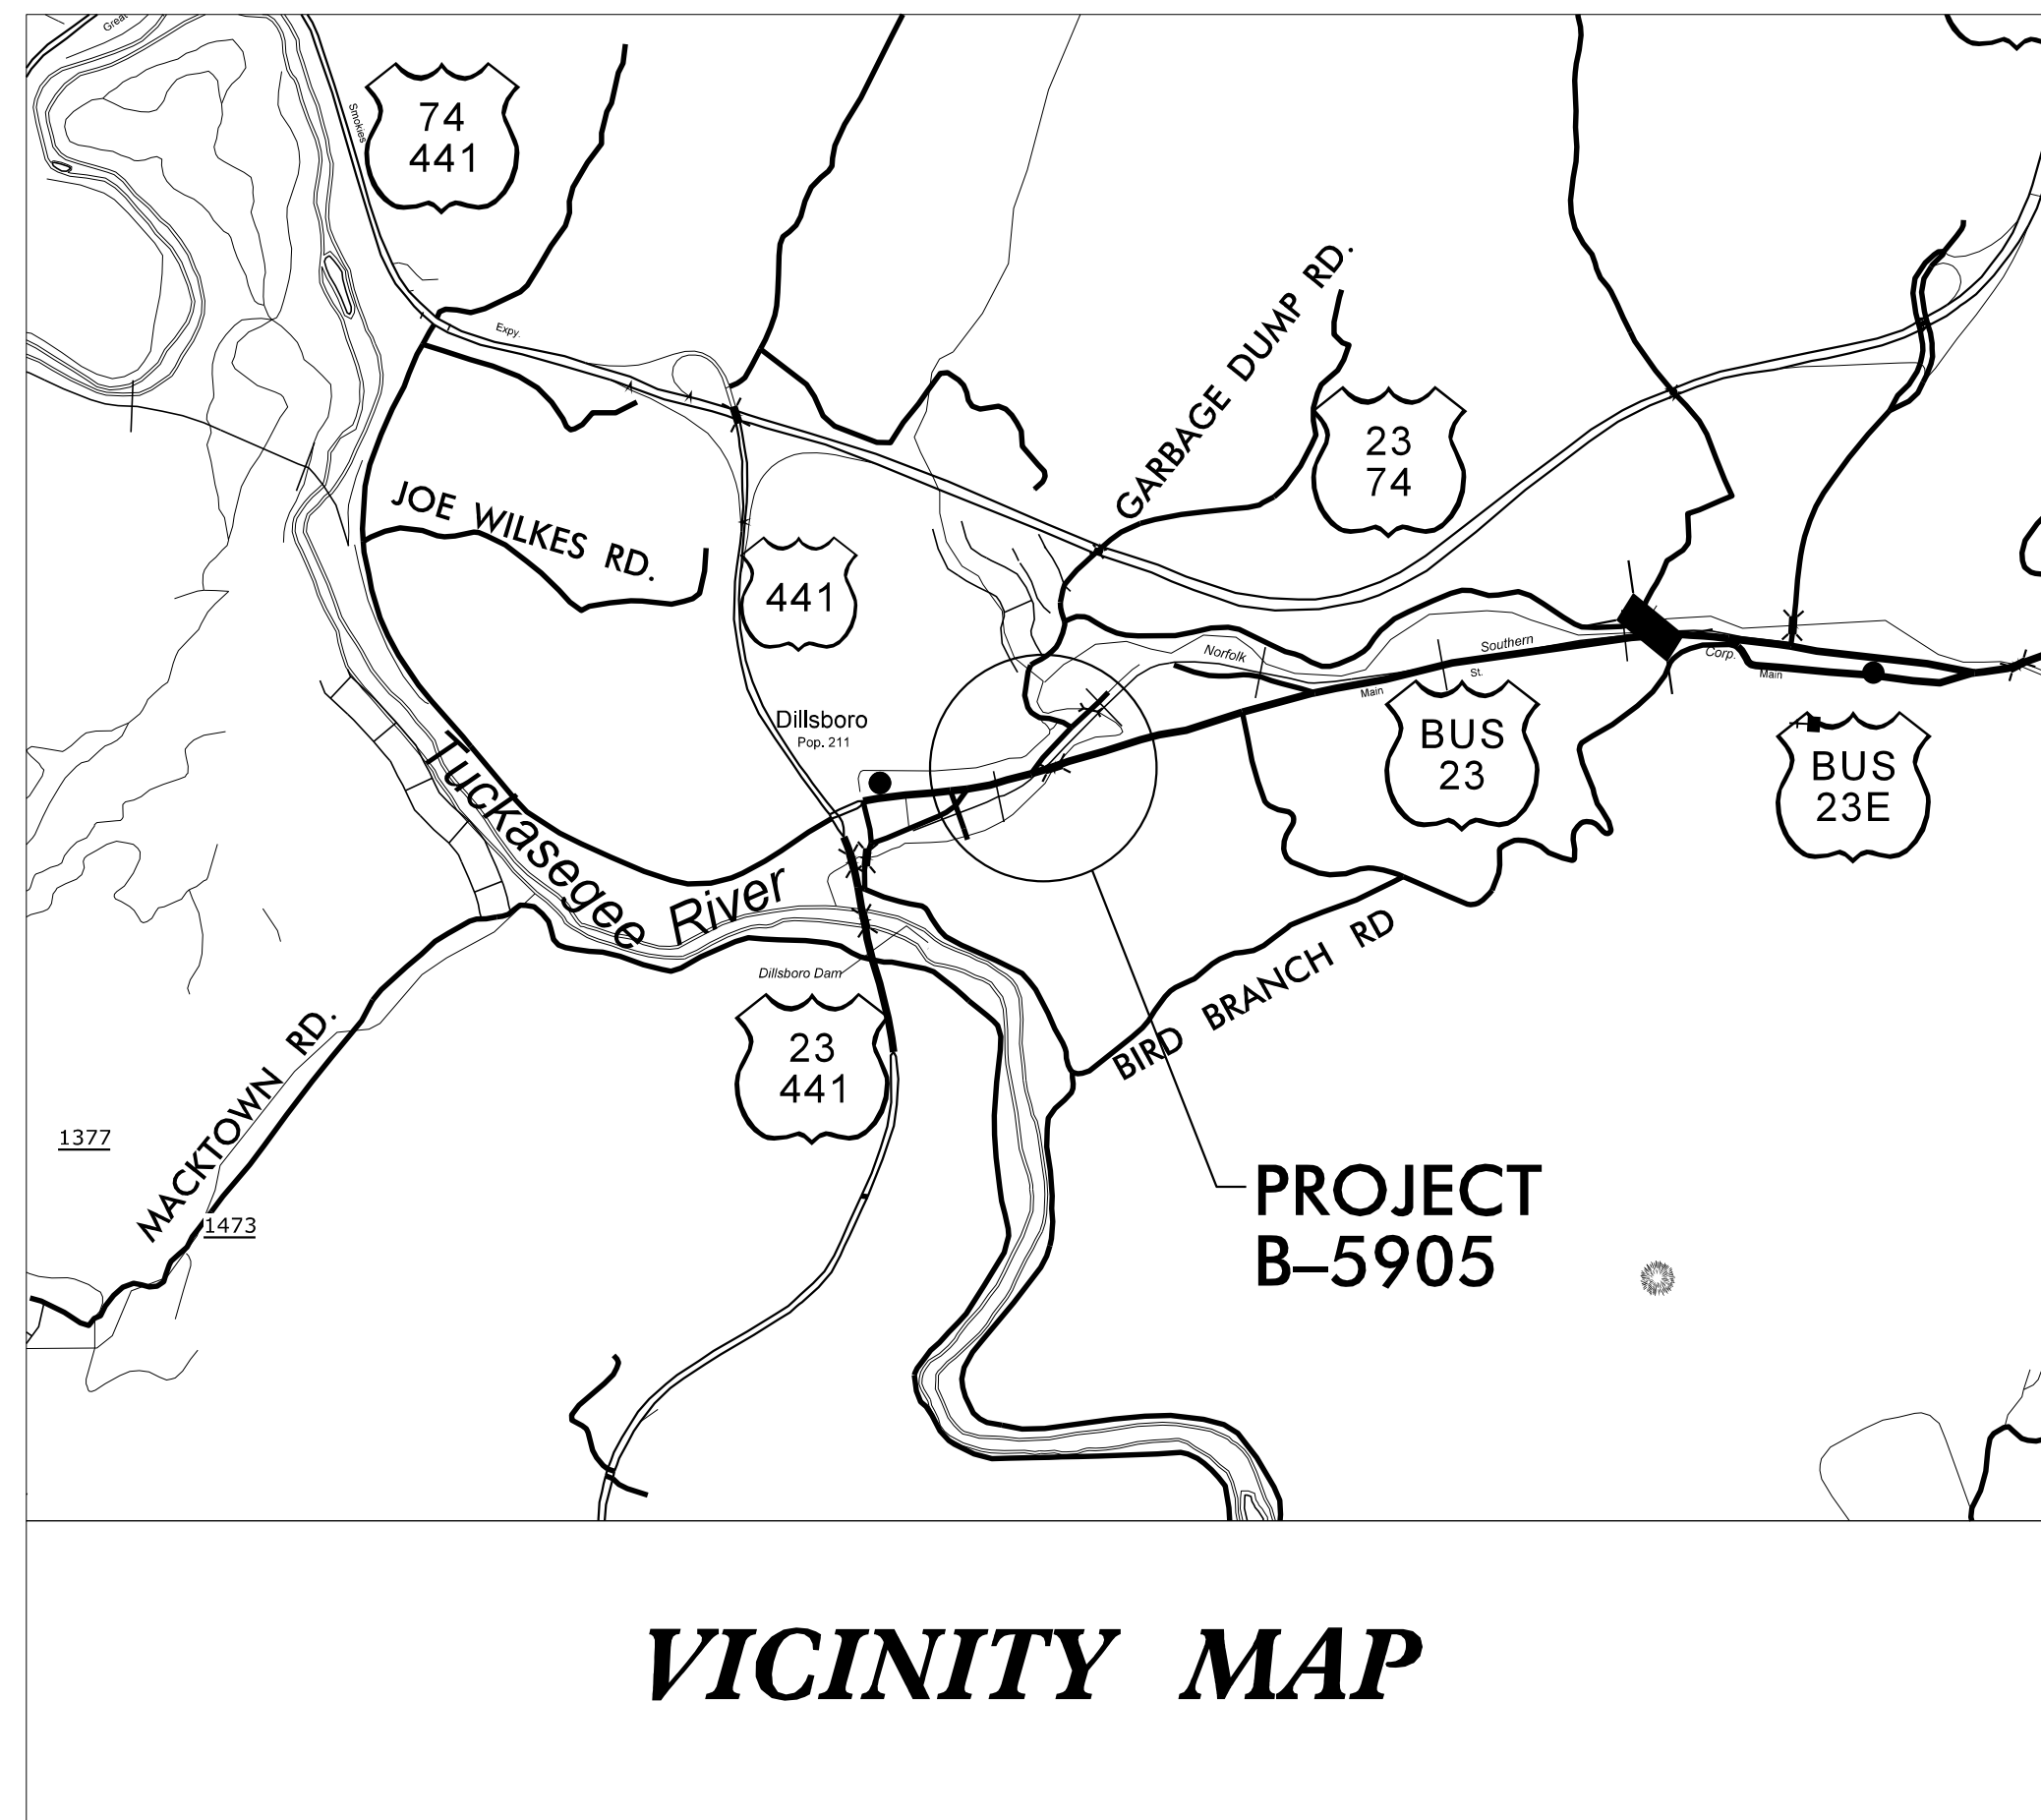 Great
Smokies
74
441
Expy.
GARBAGE DUMP RD.
23
74
JOE WILKES RD.
441
Norfolk
Southern
Corp.
Main
St.
Main
Dillsboro
Pop. 211
BUS
23
BUS
23E
Tuckasegee River
Dillsboro Dam
BIRD BRANCH RD
23
441
MACKTOWN RD.
1377
1473
PROJECT
B–5905
VICINITY MAP